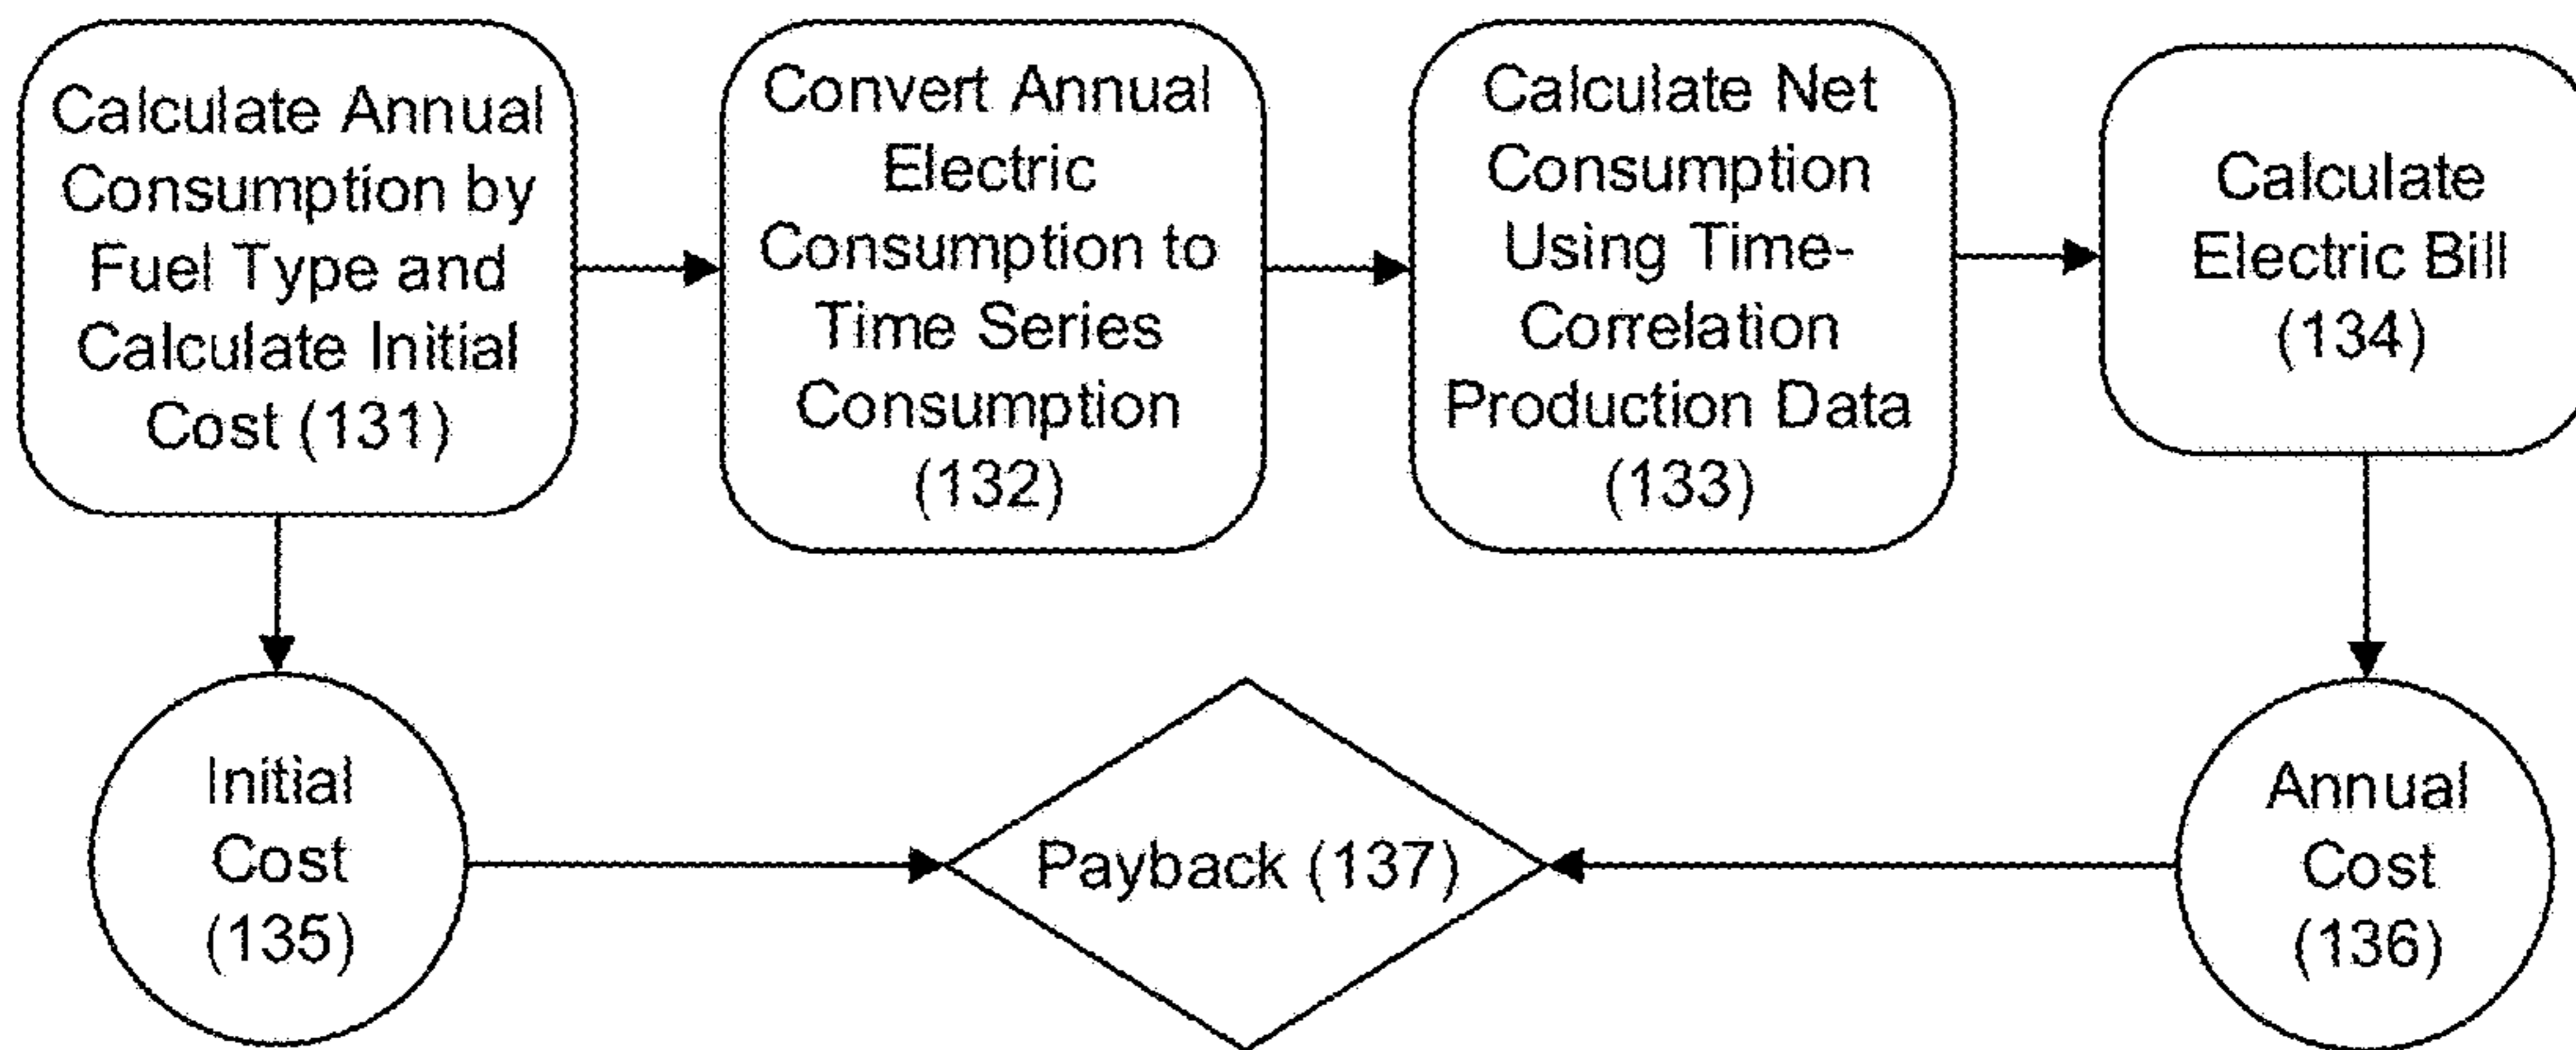 Calculate Annual
Consumption by
Fuel Type and
Calculate Initial
Cost (131)
Convert Annual
Electric
Consumption to
Time Series
Consumption
(132)
Calculate Net
Consumption
Using Time-
Correlation
Production Data
(133)
Calculate
Electric Bill
(134)
Initial
Cost
(135)
Payback (137)
Annual
Cost
(136)